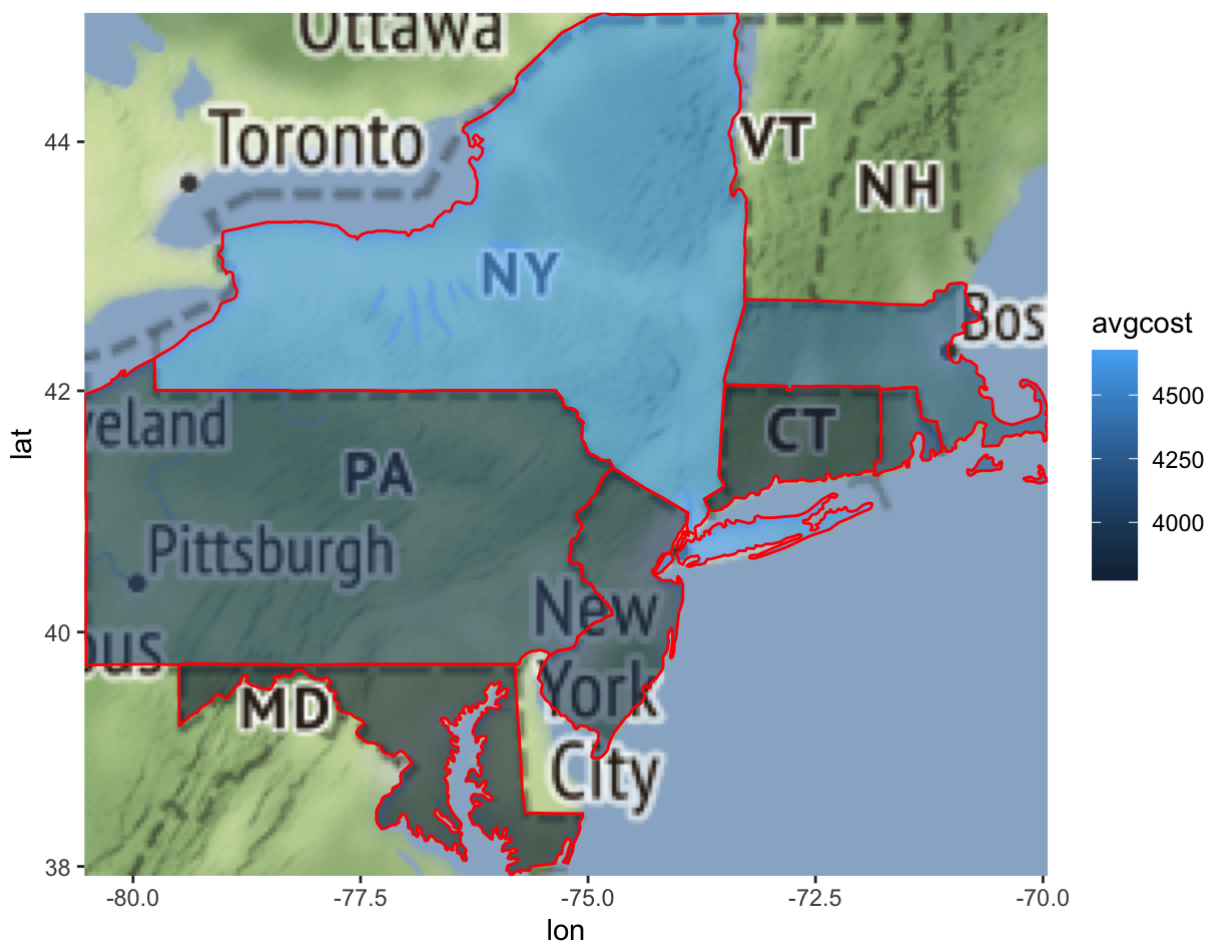 Ottawa
Toronto
44
VT
NH
NY
avgcost
Bos
4500
42
veland
CT
4250
lat
PA
4000
Pittsburgh
New
40
ous
York
MD
City
38
-80.0
-77.5
-75.0
-72.5
-70.0
lon